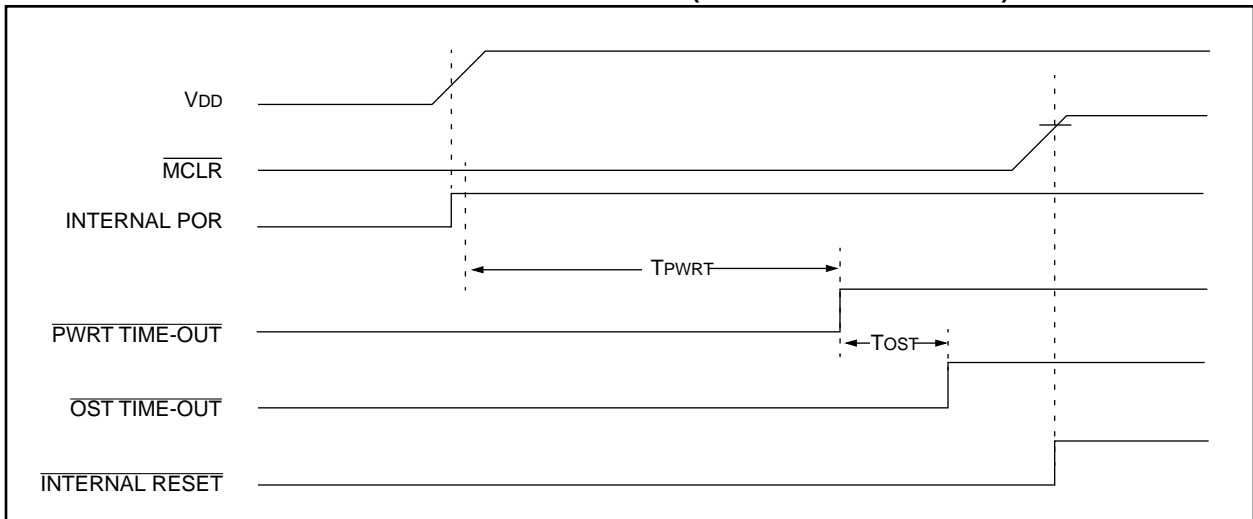 VDD
MCLR
INTERNAL POR
TPWRT
PWRT TIME-OUT
TOST
OST TIME-OUT
INTERNAL RESET